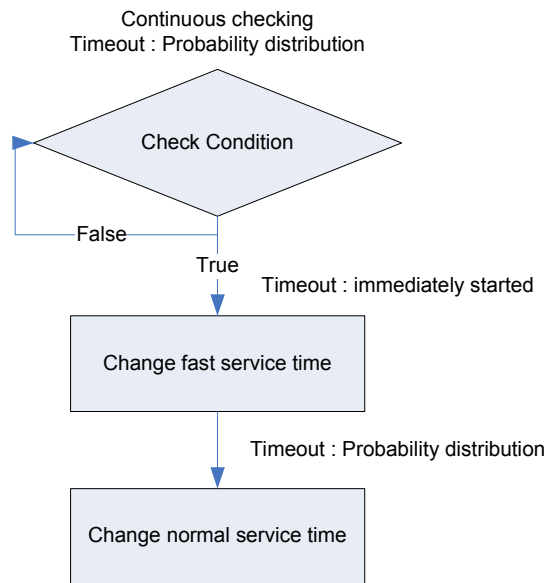 Continuous checking
Timeout : Probability distribution
Check Condition
False
True
Timeout : immediately started
Change fast service time
Timeout : Probability distribution
Change normal service time